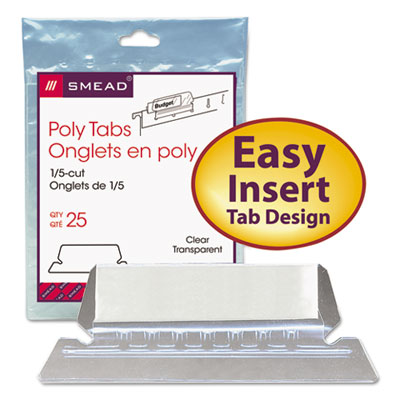 SMEAD®
Budget
Poly Tabs
Onglets en poly
1/5-cut
Onglets de 1/5
QTY
QTÉ 25
Clear
Transparent
SMEAD
Easy
Insert
Tab Design